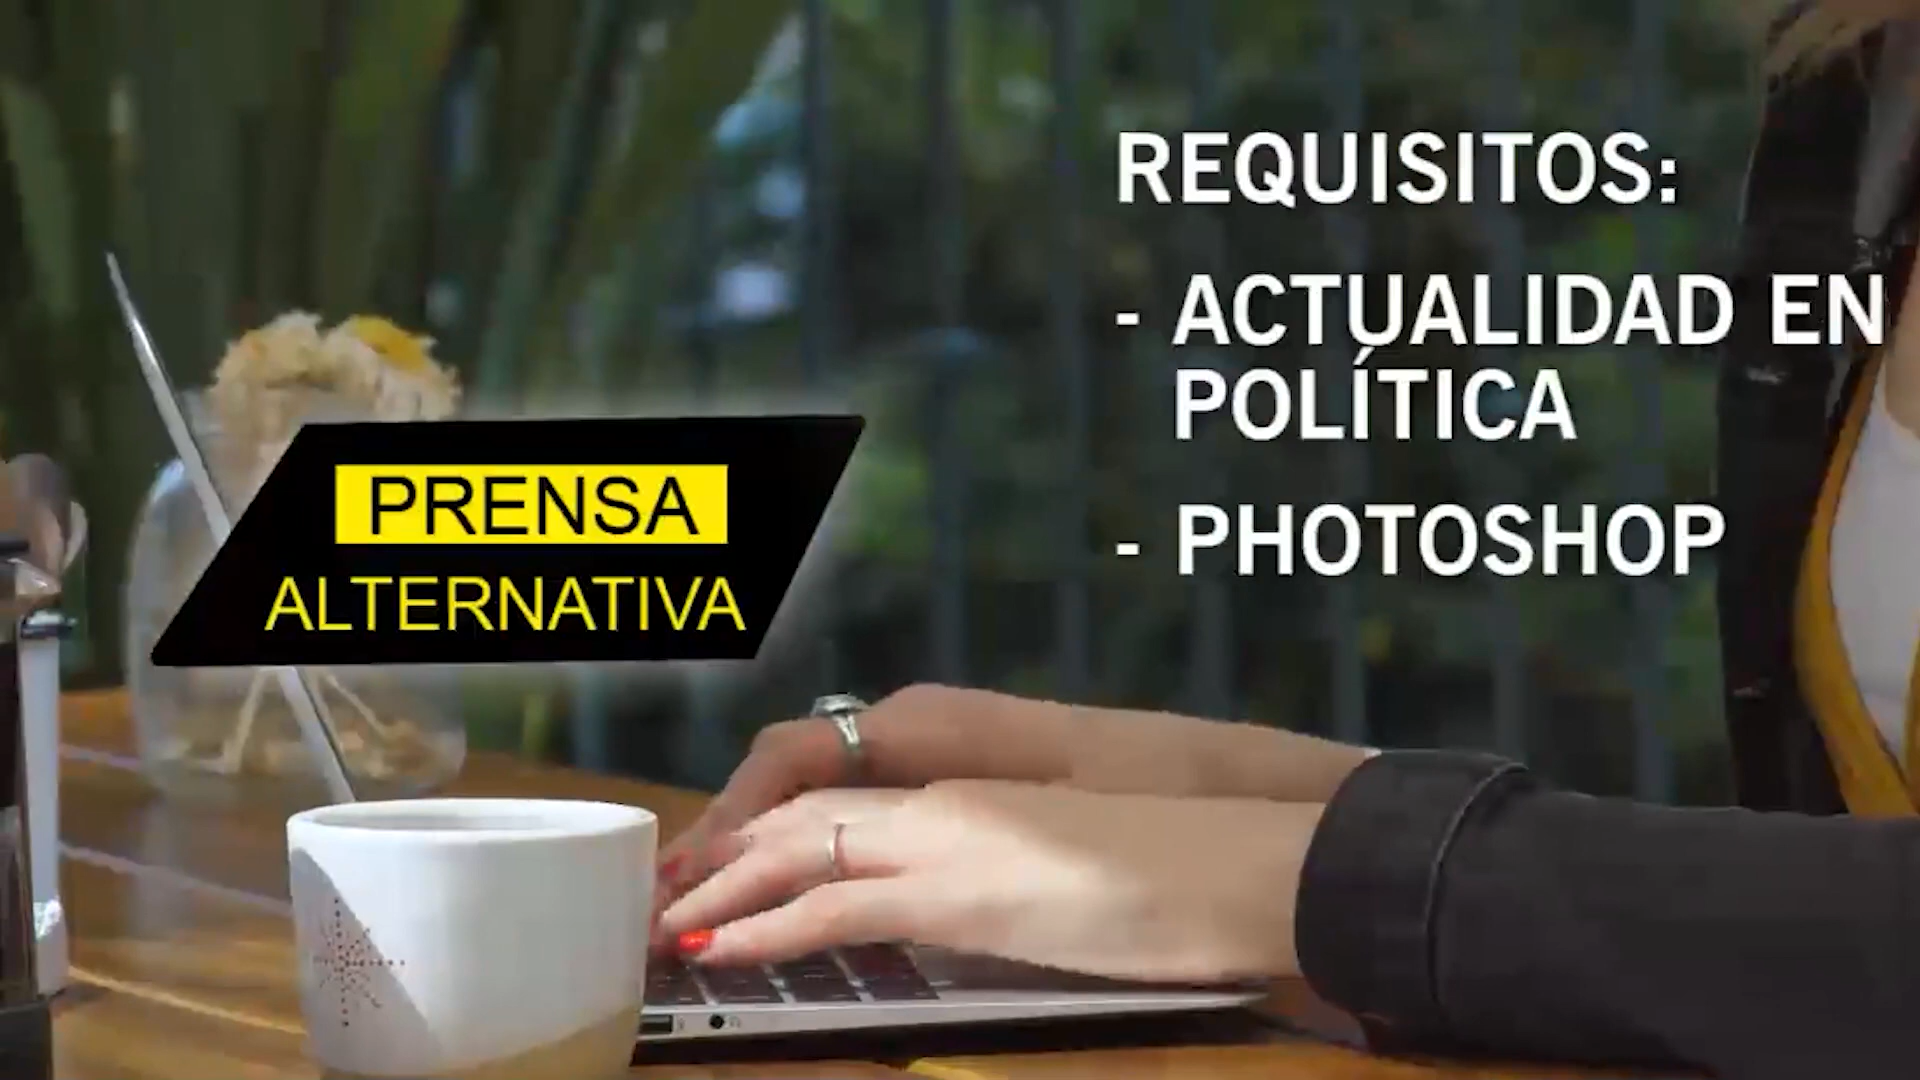 PRENSA
ALTERNATIVA
REQUISITOS:
- ACTUALIDAD EN
POLÍTICA
- PHOTOSHOP